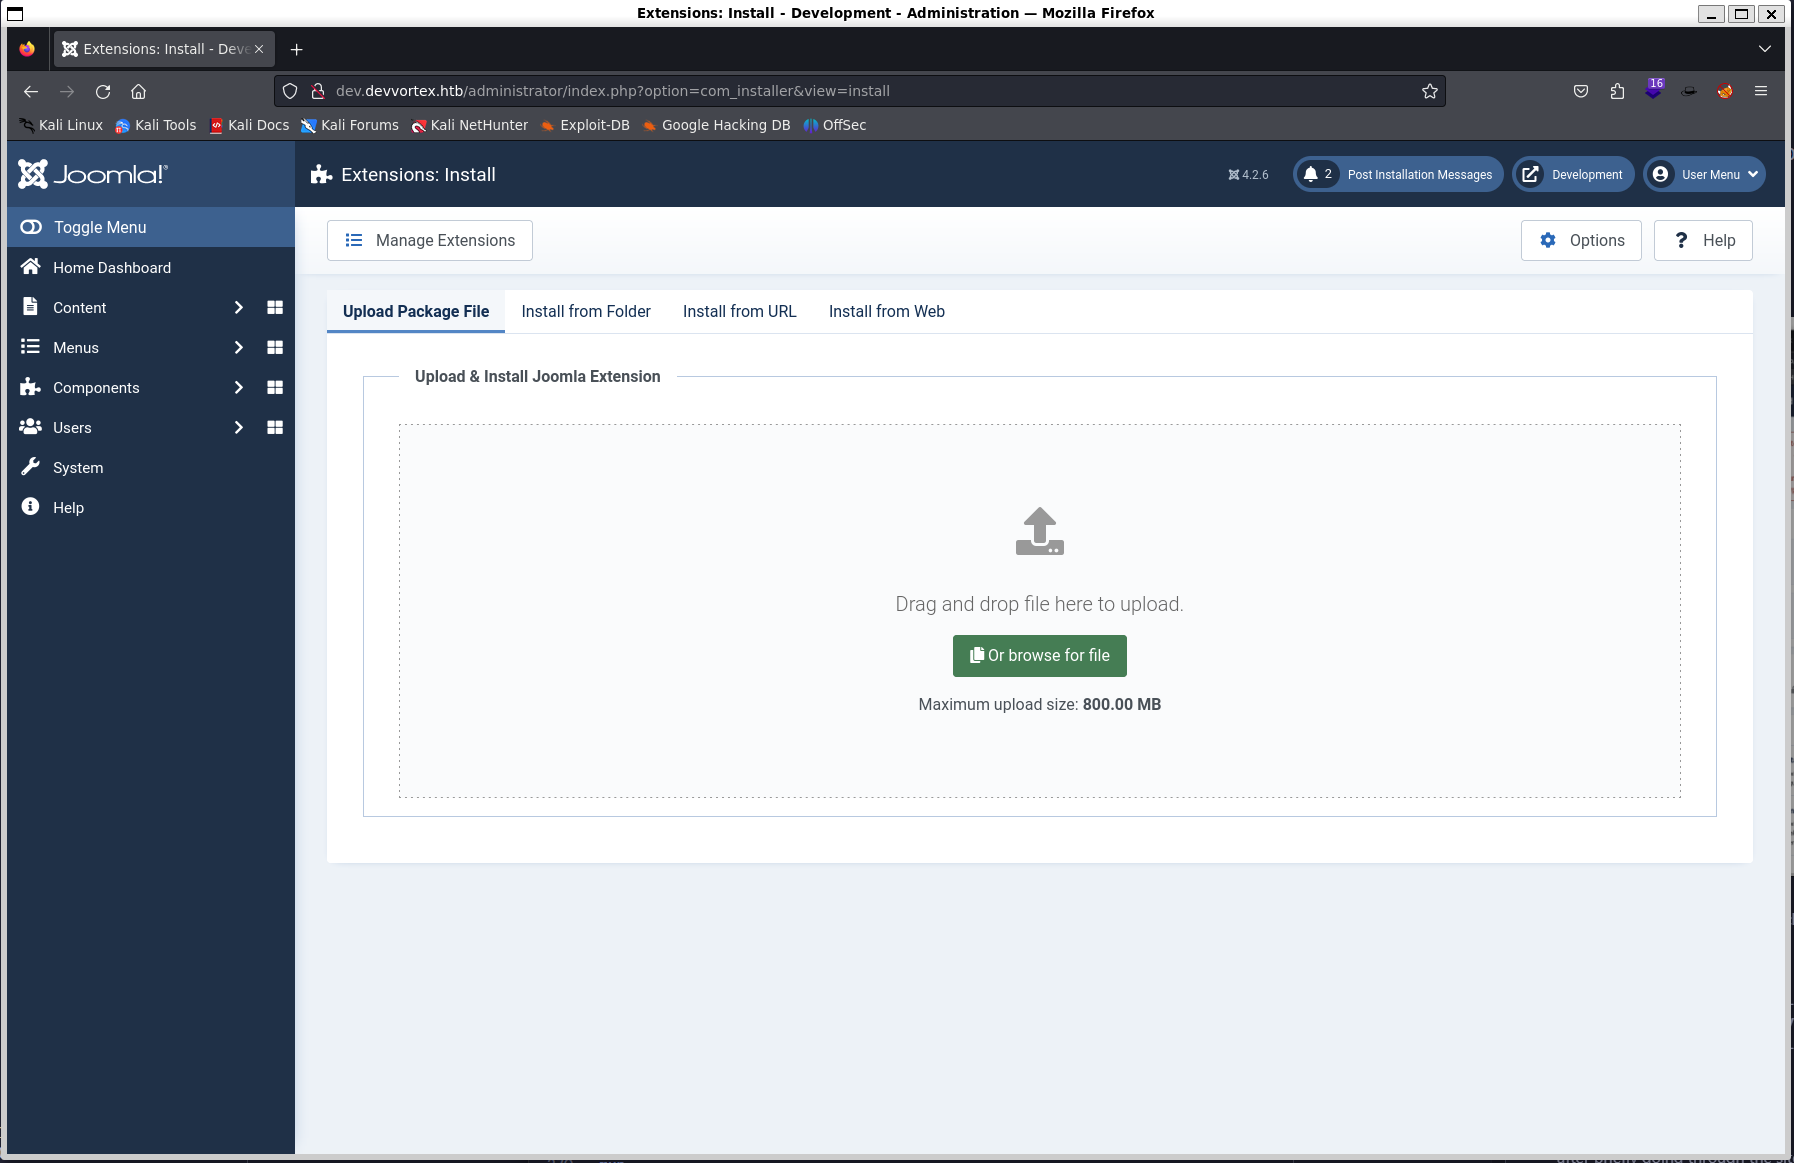 Extensions: Install - Development - Administration — Mozilla Firefox
Extensions: Install - Deve
dev.devvortex.htb/administrator/index.php?option=com_installer&view=install
16
Kali Linux Kali Tools Kali Docs Kali Forums Kali NetHunter Exploit-DB Google Hacking DB OffSec
Joomla!®
Extensions: Install
4.2.6
2 Post Installation Messages
Development
User Menu
Toggle Menu
Manage Extensions
Options
? Help
Home Dashboard
Content
Menus
Components
Users
System
Help
Upload Package File Install from Folder Install from URL Install from Web
Upload & Install Joomla Extension
Drag and drop file here to upload.
Or browse for file
Maximum upload size: 800.00 MB